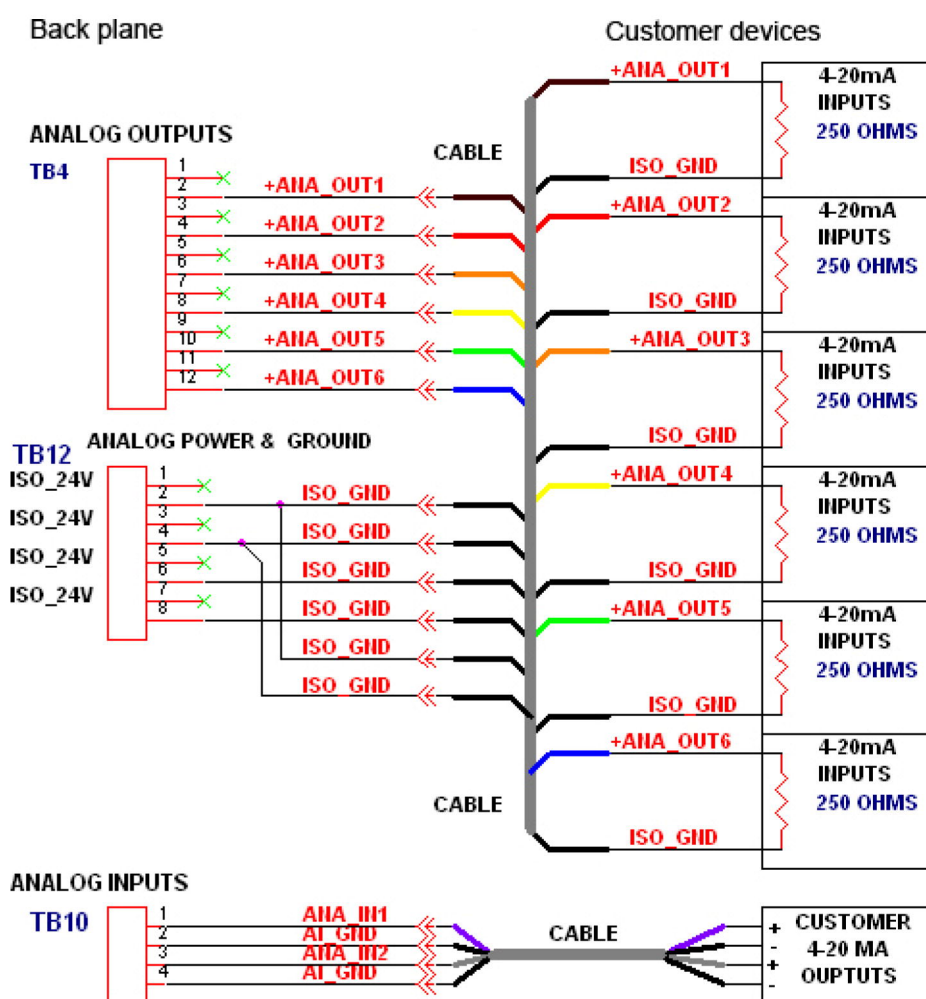 Back plane
Customer devices
ANALOG OUTPUTS
TB4
1
2
3
4
5
6
7
8
9
10
11
12
+ANA_OUT1
+ANA_OUT2
+ANA_OUT3
+ANA_OUT4
+ANA_OUT5
+ANA_OUT6
CABLE
ANALOG POWER & GROUND
TB12
ISO_24V
ISO_24V
ISO_24V
ISO_24V
1
2
3
4
5
6
7
8
ISO_GND
ISO_GND
ISO_GND
ISO_GND
ISO_GND
ISO_GND
CABLE
+ANA_OUT1
ISO_GND
4-20mA
INPUTS
250 OHMS
+ANA_OUT2
ISO_GND
4-20mA
INPUTS
250 OHMS
+ANA_OUT3
ISO_GND
4-20mA
INPUTS
250 OHMS
+ANA_OUT4
ISO_GND
4-20mA
INPUTS
250 OHMS
+ANA_OUT5
ISO_GND
4-20mA
INPUTS
250 OHMS
+ANA_OUT6
ISO_GND
4-20mA
INPUTS
250 OHMS
ANALOG INPUTS
TB10
1
2
3
4
ANA_IN1
AI_GND
ANA_IN2
AI_GND
CABLE
+
-
+
-
CUSTOMER
4-20 MA
OUPTUTS